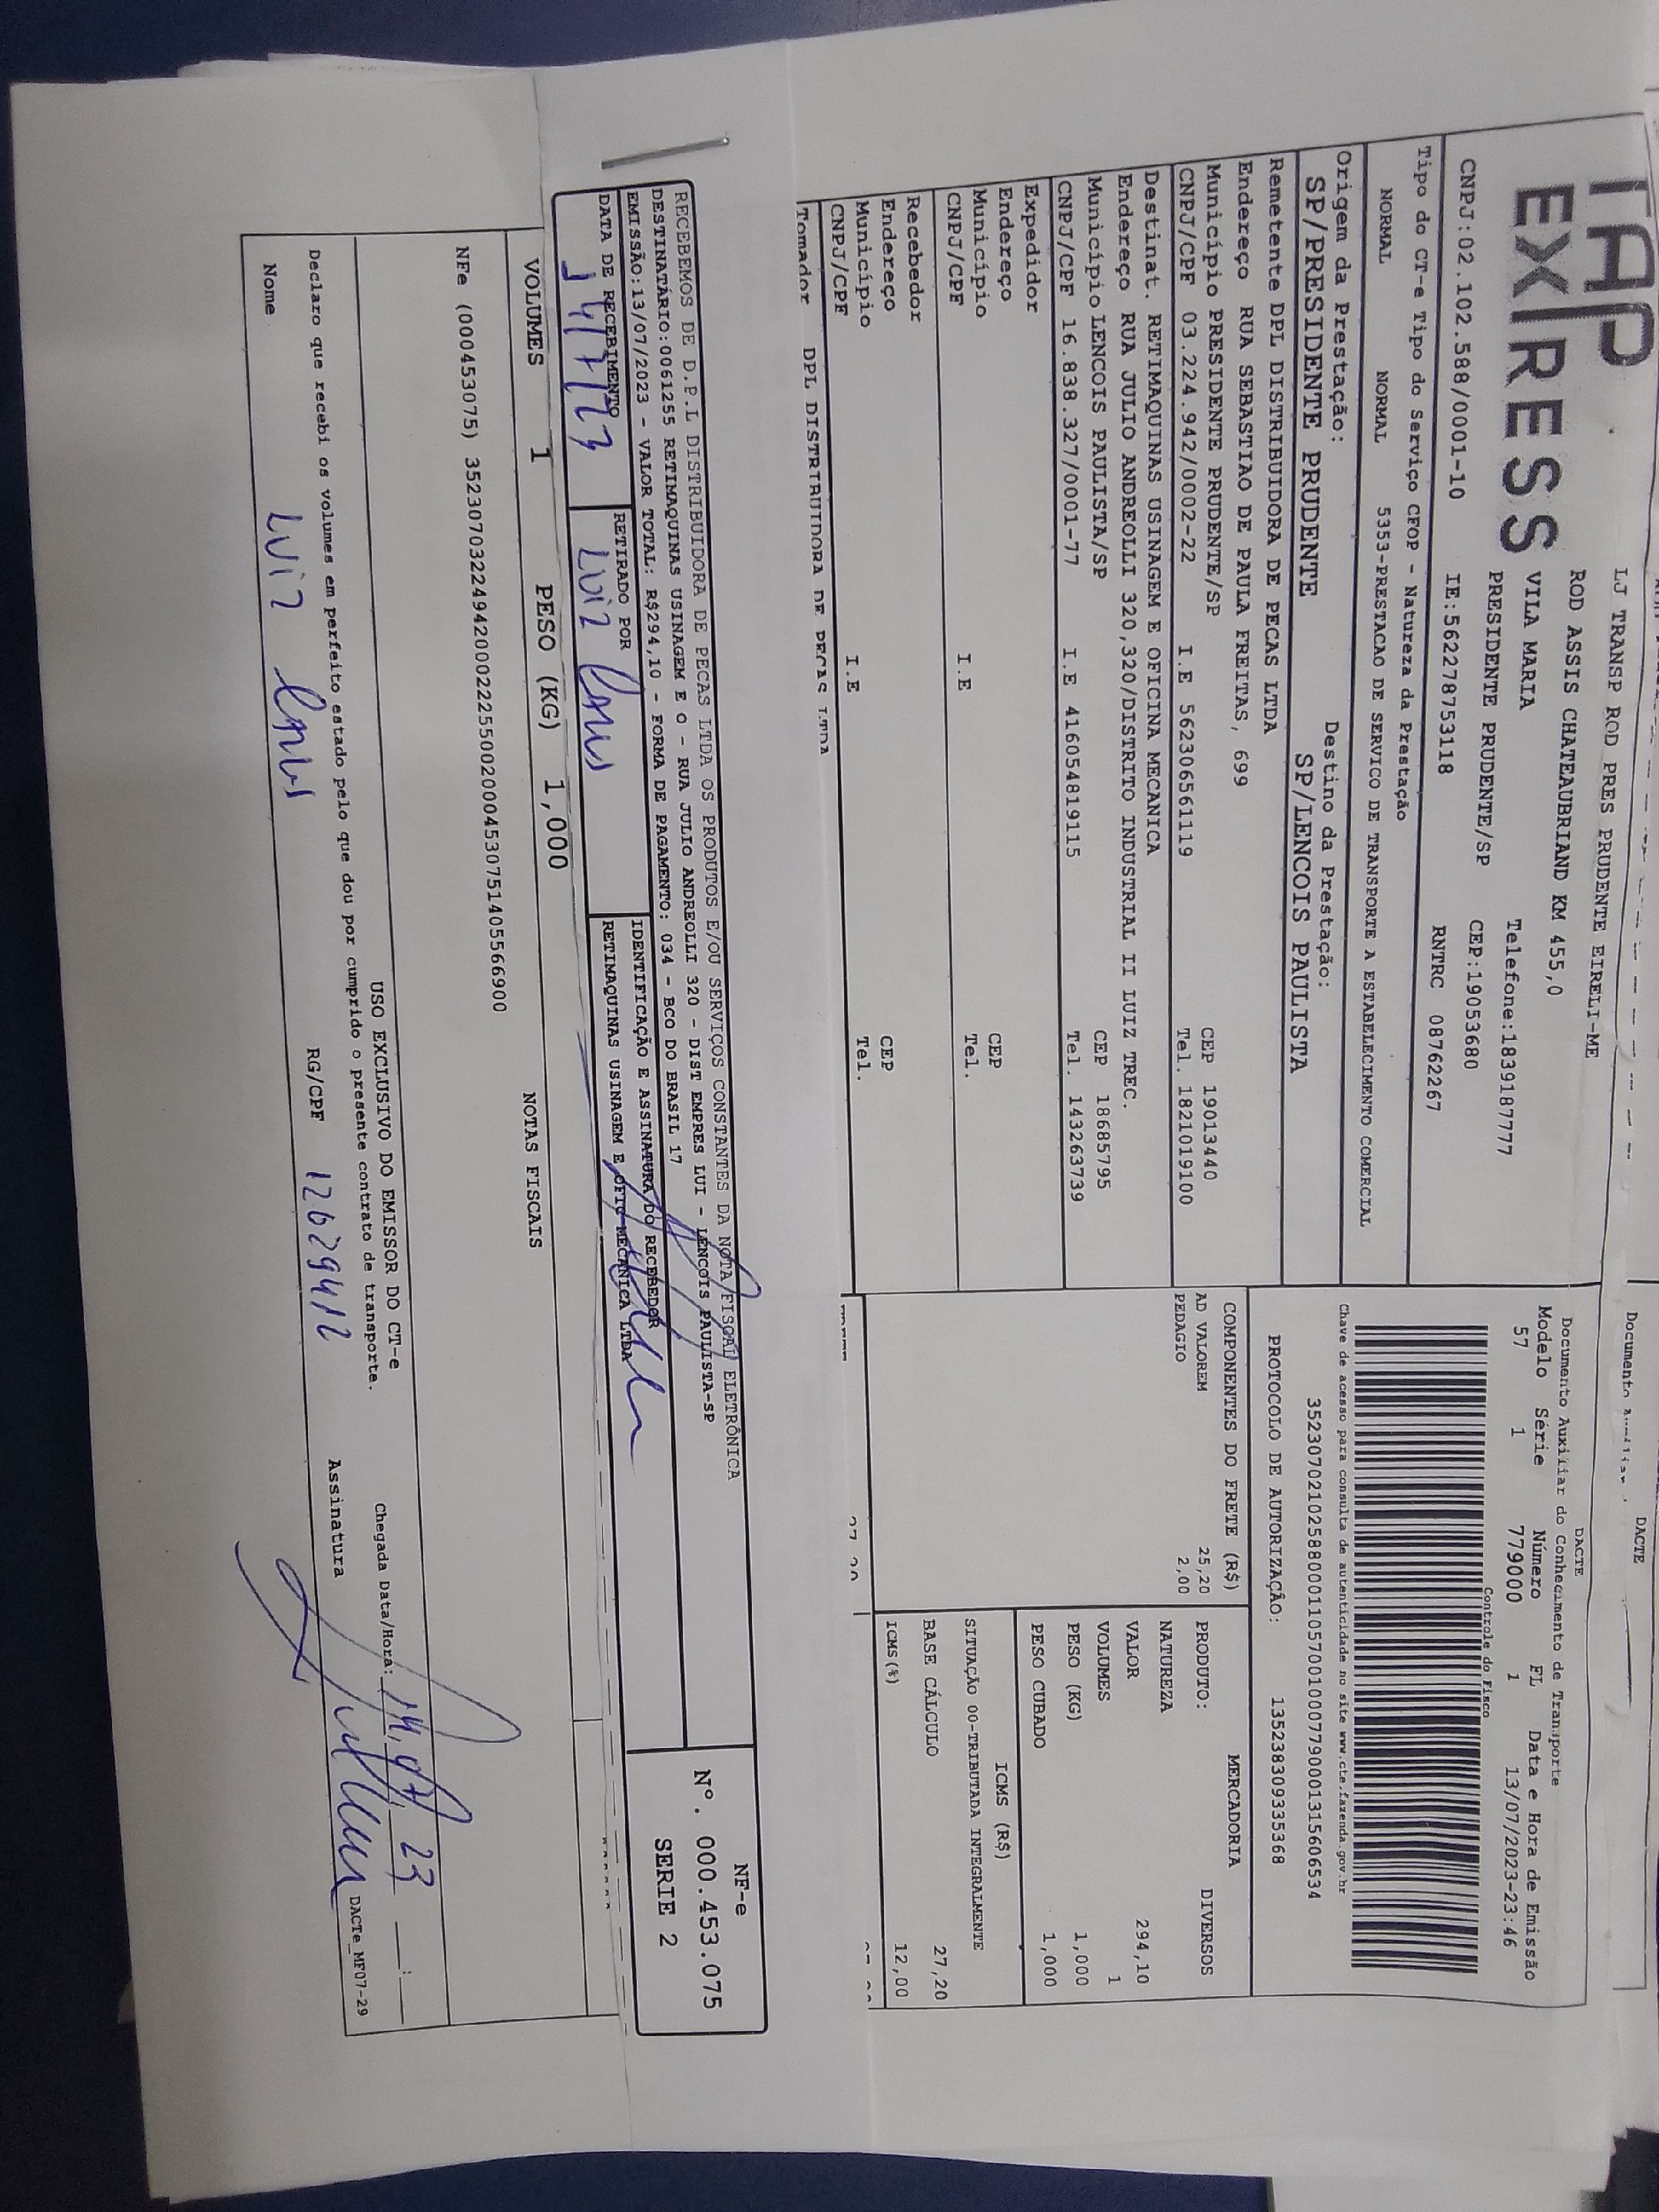 TAP
EXPRESS
LJ TRANSP ROD PRES PRUDENTE EIRELI-ME
ROD ASSIS CHATEAUBRIAND KM 455,0
VILA MARIA Telefone:1839187777
PRESIDENTE PRUDENTE/SP CEP:19053680
CNPJ:02.102.588/0001-10 IE:562278753118 RNTRC 08762267
DACTE
DACTE
Documento Auxiliar do Conhecimento de Transporte
Modelo Série Número FL Data e Hora de Emissão
57 1 779000 1 13/07/2023-23:46
Controle do Fisco
Tipo do CT-e Tipo do Serviço CFOP - Natureza da Prestação
NORMAL NORMAL 5353-PRESTACAO DE SERVICO DE TRANSPORTE A ESTABELECIMENTO COMERCIAL
Chave de acesso para consulta de autenticidade no site www.cte.fazenda.gov.br
35230702102588000110570010007790001315606534
Origem da Prestação: Destino da Prestação:
SP/PRESIDENTE PRUDENTE SP/LENCOIS PAULISTA
PROTOCOLO DE AUTORIZAÇÃO: 135238309335368
Remetente DPL DISTRIBUIDORA DE PECAS LTDA
Endereço RUA SEBASTIAO DE PAULA FREITAS, 699
Município PRESIDENTE PRUDENTE/SP CEP 19013440
CNPJ/CPF 03.224.942/0002-22 I.E 562306561119 Tel. 1821019100
Destinat. RETIMAQUINAS USINAGEM E OFICINA MECANICA
Endereço RUA JULIO ANDREOLLI 320,320/DISTRITO INDUSTRIAL II LUIZ TREC.
Município LENCOIS PAULISTA/SP CEP 18685795
CNPJ/CPF 16.838.327/0001-77 I.E 416054819115 Tel. 143263739
Expedidor
Endereço CEP
Município Tel.
CNPJ/CPF I.E
Recebedor
Endereço CEP
Município Tel.
CNPJ/CPF I.E
Tomador DPL DISTRIBUIDORA DE PECAS LTDA
COMPONENTES DO FRETE (R$)
AD VALOREM 25,20
PEDAGIO 2,00
MERCADORIA
PRODUTO: DIVERSOS
NATUREZA
VALOR 294,10
VOLUMES 1
PESO (KG) 1,000
PESO CUBADO 1,000
ICMS (R$)
SITUAÇÃO 00-TRIBUTADA INTEGRALMENTE
BASE CÁLCULO 27,20
ICMS(%) 12,00
RECEBEMOS DE D.P.L DISTRIBUIDORA DE PECAS LTDA OS PRODUTOS E/OU SERVIÇOS CONSTANTES DA NOTA FISCAL ELETRÔNICA
DESTINATÁRIO:0061255 RETIMAQUINAS USINAGEM E O - RUA JULIO ANDREOLLI 320 - DIST EMPRES LUI - LENCOIS PAULISTA-SP
EMISSÃO:13/07/2023 - VALOR TOTAL: R$294,10 - FORMA DE PAGAMENTO: 034 - BCO DO BRASIL 17
DATA DE RECEBIMENTO RETIRADO POR IDENTIFICAÇÃO E ASSINATURA DO RECEBEDOR
RETIMAQUINAS USINAGEM E OFIC MECANICA LTDA
14/7/23 Luiz
NF-e
Nº. 000.453.075
SERIE 2
VOLUMES 1 PESO (KG) 1,000
NOTAS FISCAIS
NFe (000453075) 35230703224942000222550020004530751405566900
USO EXCLUSIVO DO EMISSOR DO CT-e
Chegada Data/Hora: 14, 07, 23 __:__
Declaro que recebi os volumes em perfeito estado pelo que dou por cumprido o presente contrato de transporte.
Nome Luiz RG/CPF 12629412 Assinatura
DACTe_MF07-29